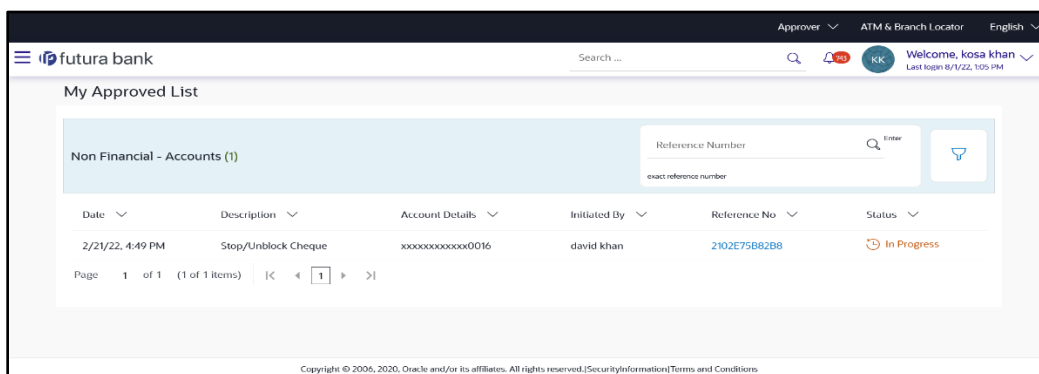 Approver ATM & Branch Locator English
futura bank Search ... 743 KK Welcome, kosa khan
Last login 8/1/22, 1:05 PM
My Approved List
Non Financial - Accounts (1) Reference Number Enter
exact reference number
Date Description Account Details Initiated By Reference No Status
2/21/22, 4:49 PM Stop/Unblock Cheque xxxxxxxxxxxx0016 david khan 2102E75B82B8 In Progress
Page 1 of 1 (1 of 1 items) 1
Copyright © 2006, 2020, Oracle and/or its affiliates. All rights reserved.|SecurityInformation|Terms and Conditions